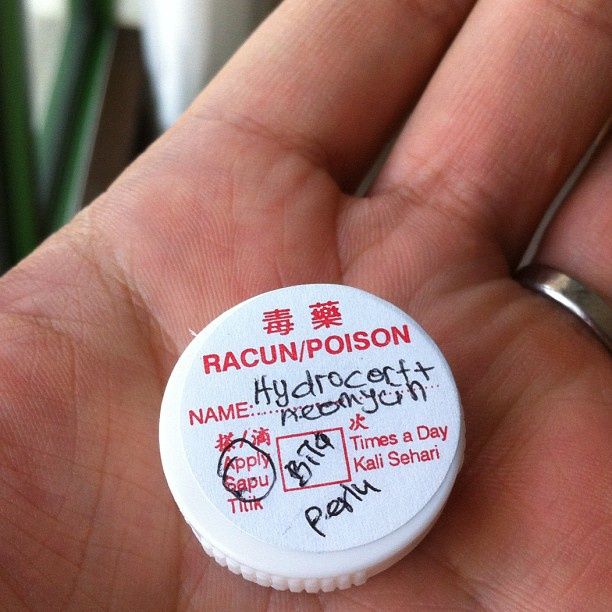 毒 藥
RACUN/POISON
NAME: Hydrocort +
neomycin
搽/滴
Apply
Sapu
Titik
Bila
perlu
次
Times a Day
Kali Sehari